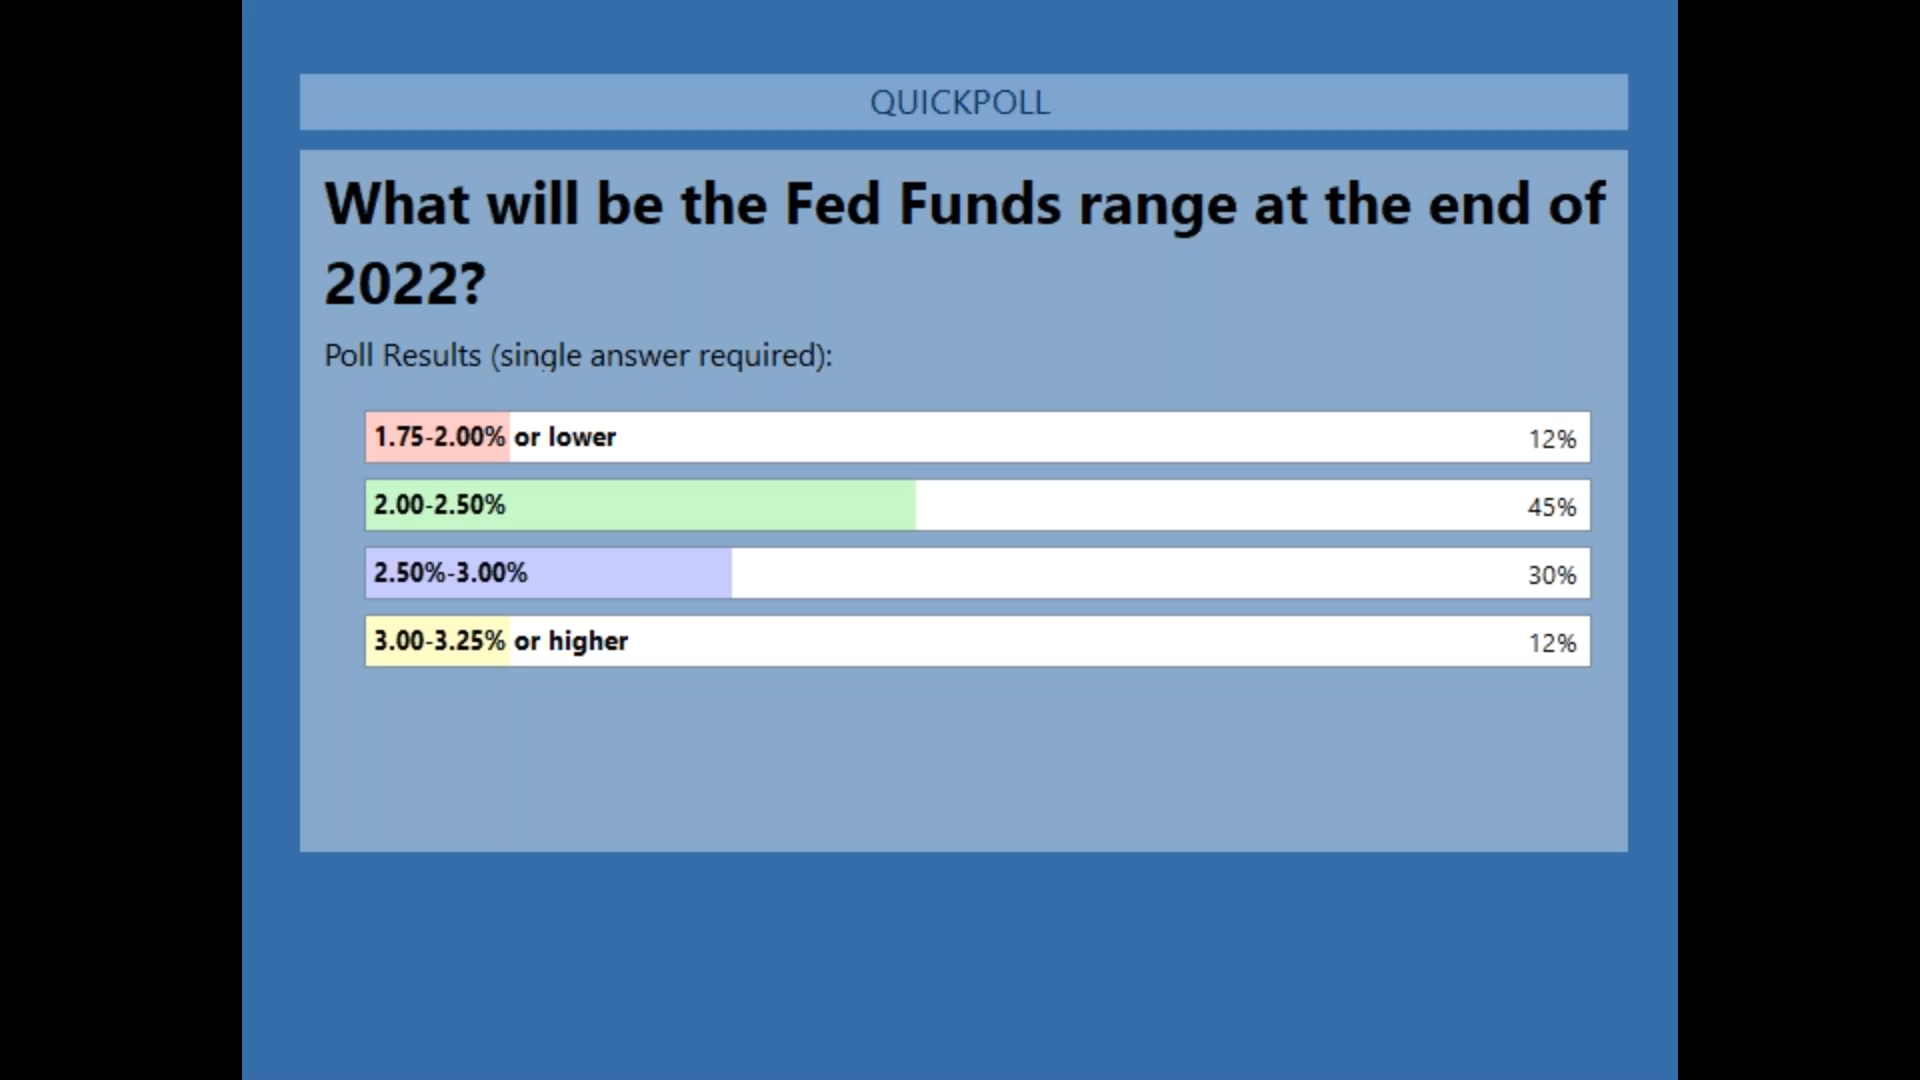 QUICKPOLL
What will be the Fed Funds range at the end of
2022?
Poll Results (single answer required):
1.75-2.00% or lower 12%
2.00-2.50% 45%
2.50%-3.00% 30%
3.00-3.25% or higher 12%